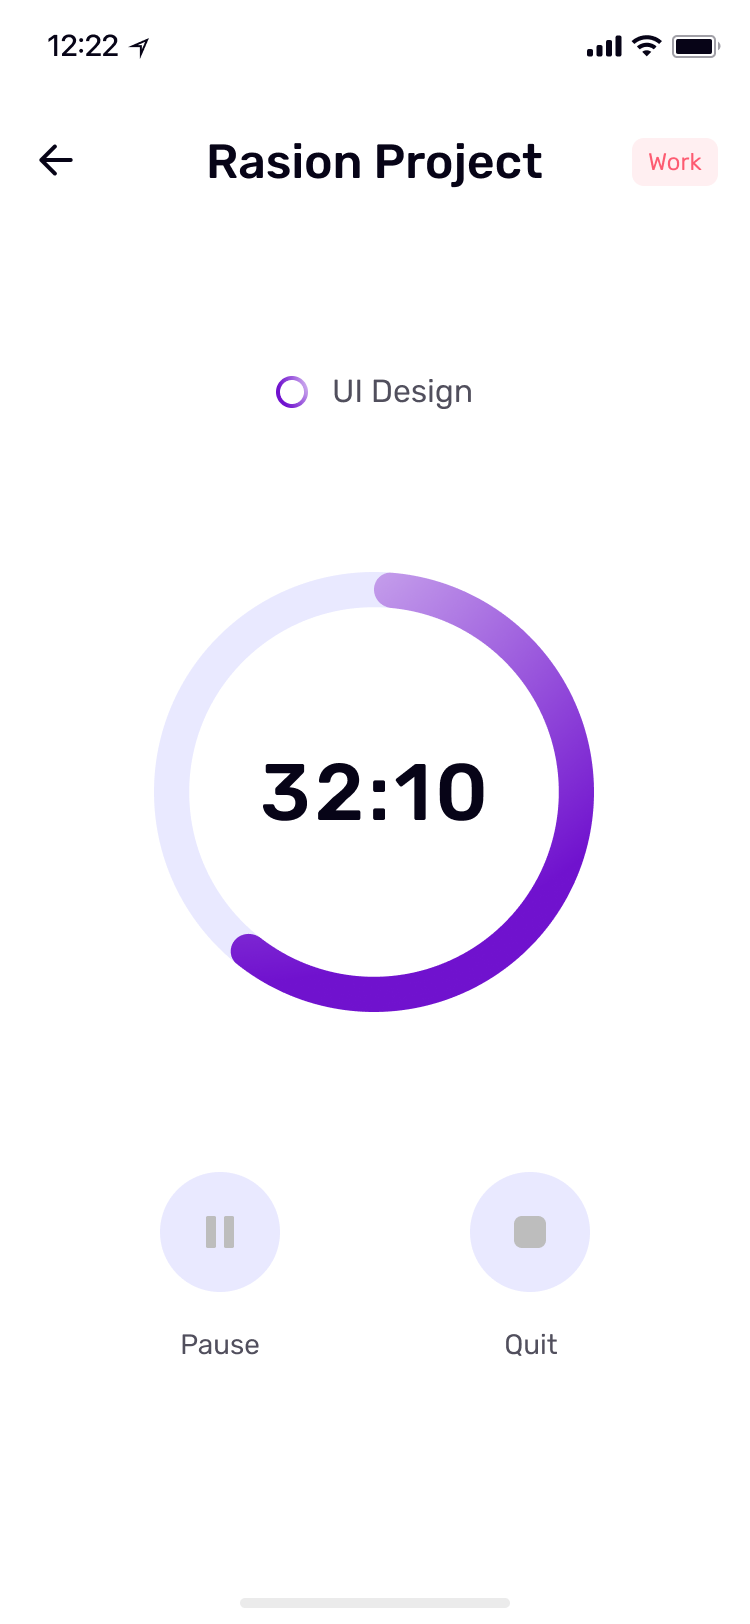 12:22
Rasion Project
Work
UI Design
32:10
Pause
Quit